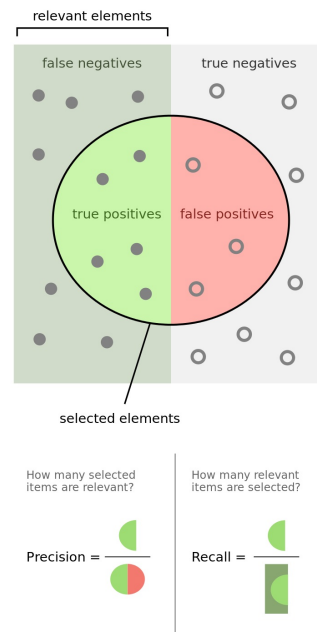 relevant elements
false negatives
true negatives
true positives
false positives
selected elements
How many selected
items are relevant?
How many relevant
items are selected?
Precision =
Recall =